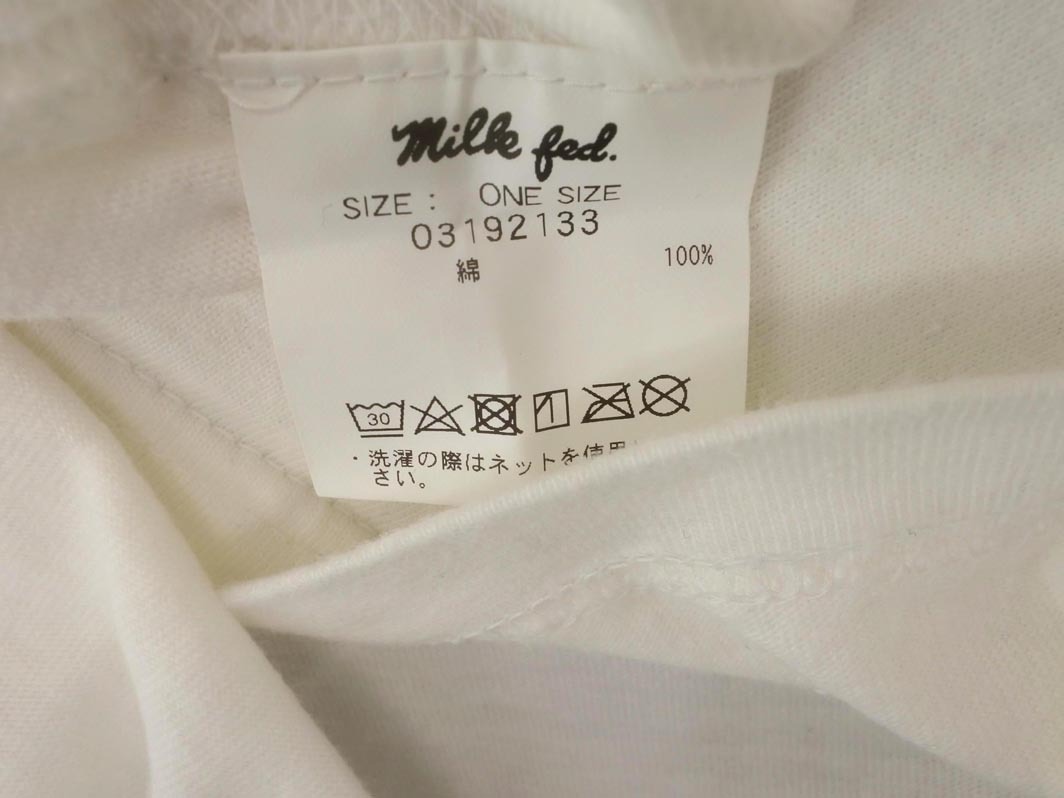 Milk fed.
SIZE : ONE SIZE
03192133
綿 100%
30
・洗濯の際はネットを使用
さい。